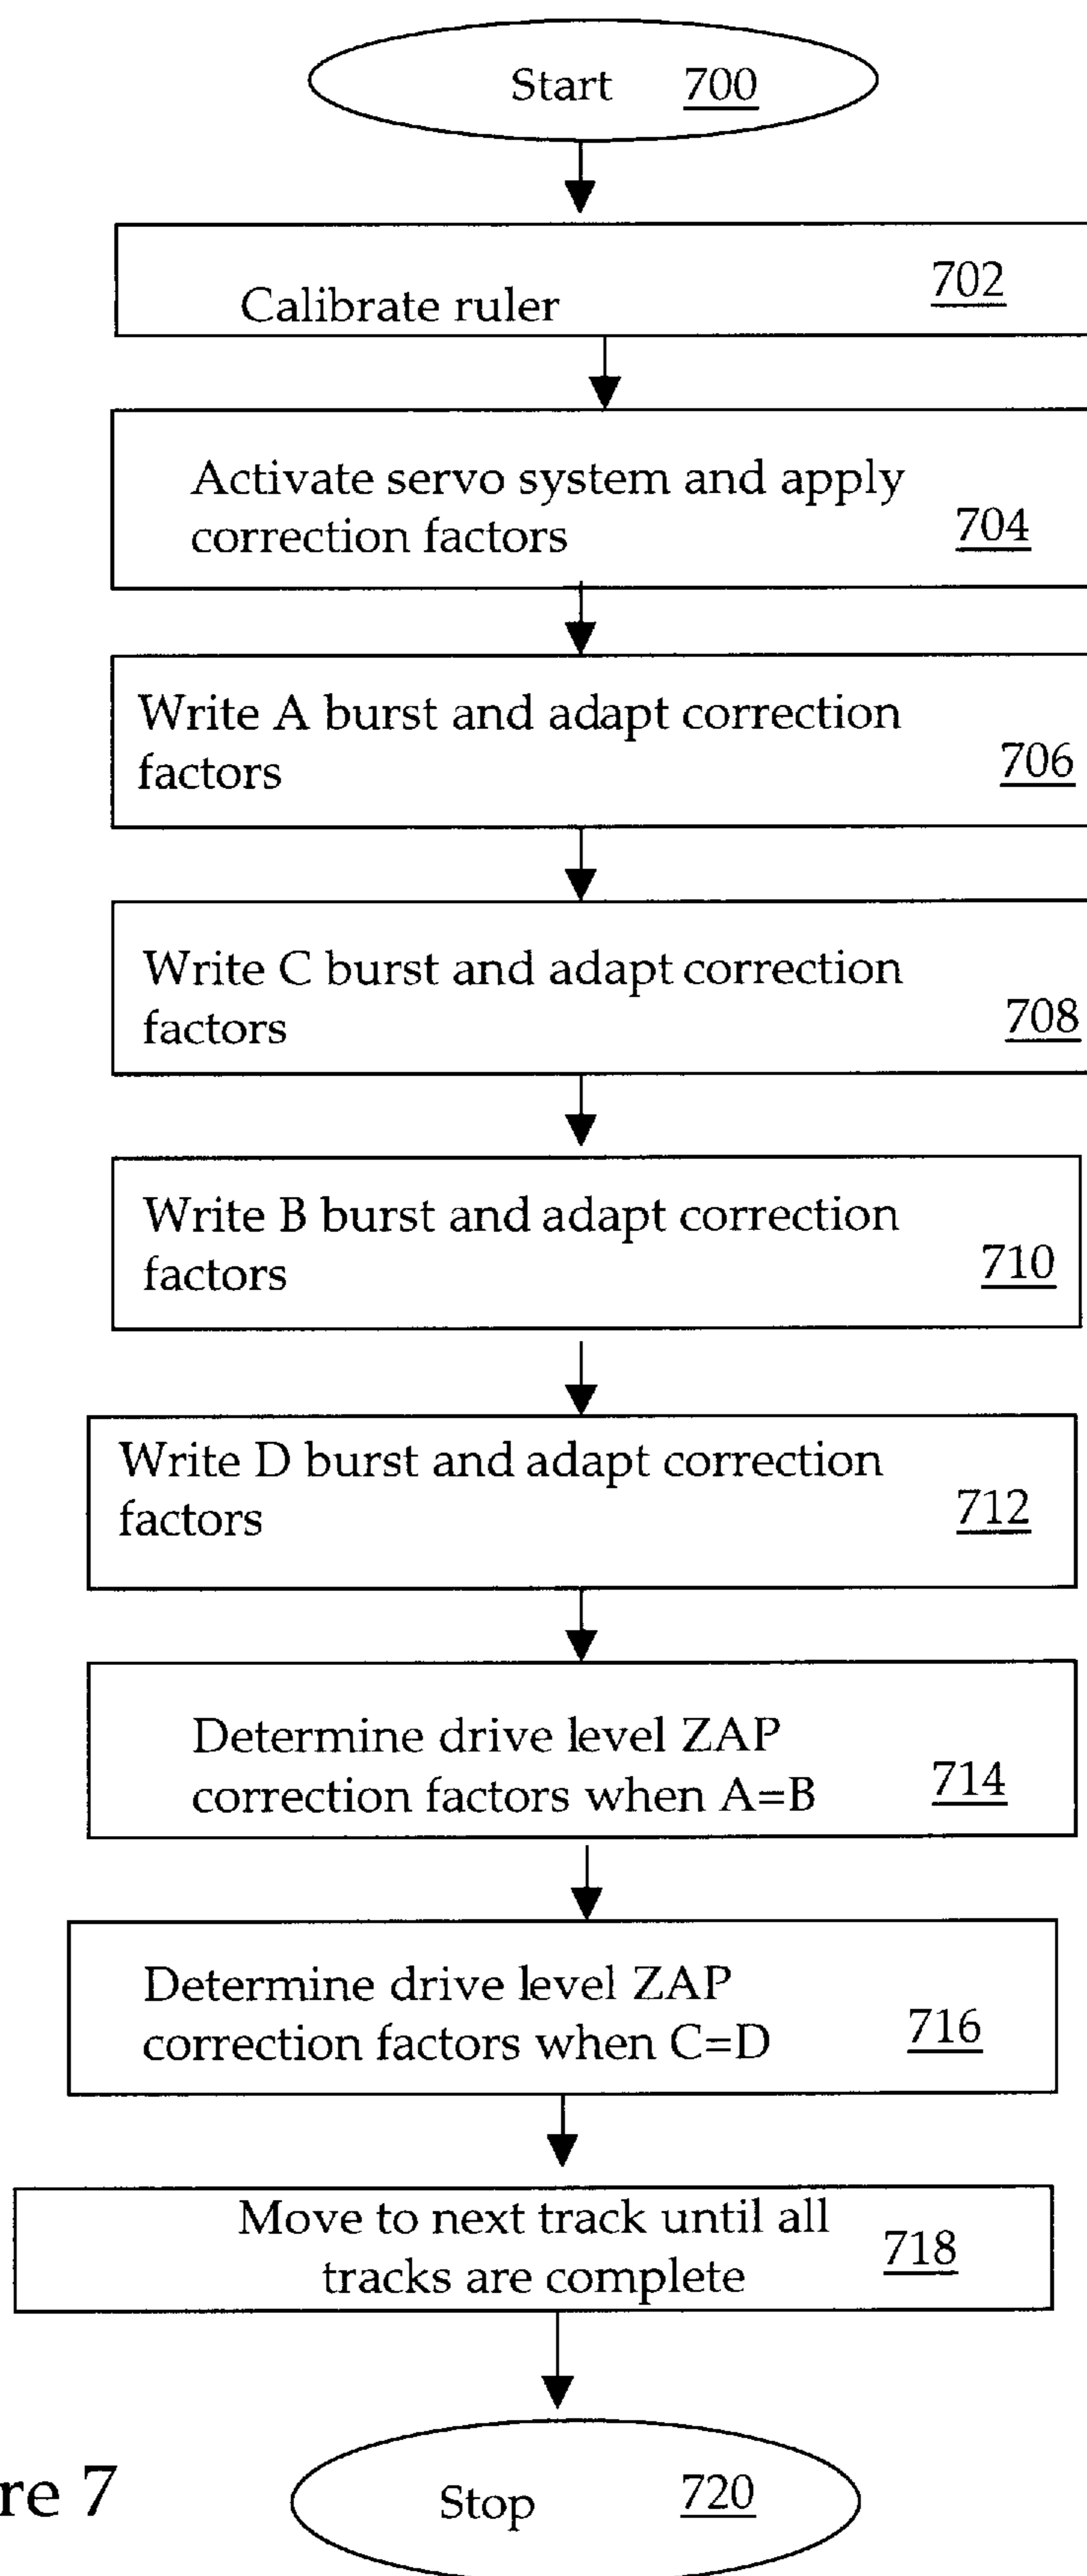 Start 700
Calibrate ruler 702
Activate servo system and apply
correction factors 704
Write A burst and adapt correction
factors 706
Write C burst and adapt correction
factors 708
Write B burst and adapt correction
factors 710
Write D burst and adapt correction
factors 712
Determine drive level ZAP
correction factors when A=B 714
Determine drive level ZAP
correction factors when C=D 716
Move to next track until all
tracks are complete 718
Stop 720
re 7